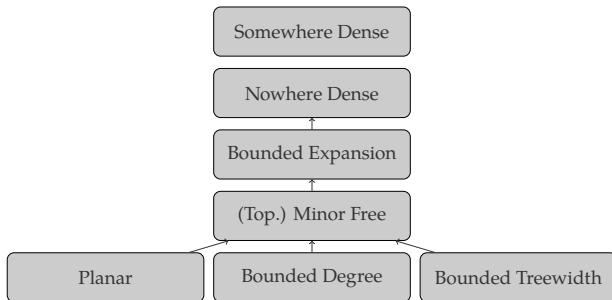 Somewhere Dense
Nowhere Dense
Bounded Expansion
(Top.) Minor Free
Planar
Bounded Degree
Bounded Treewidth